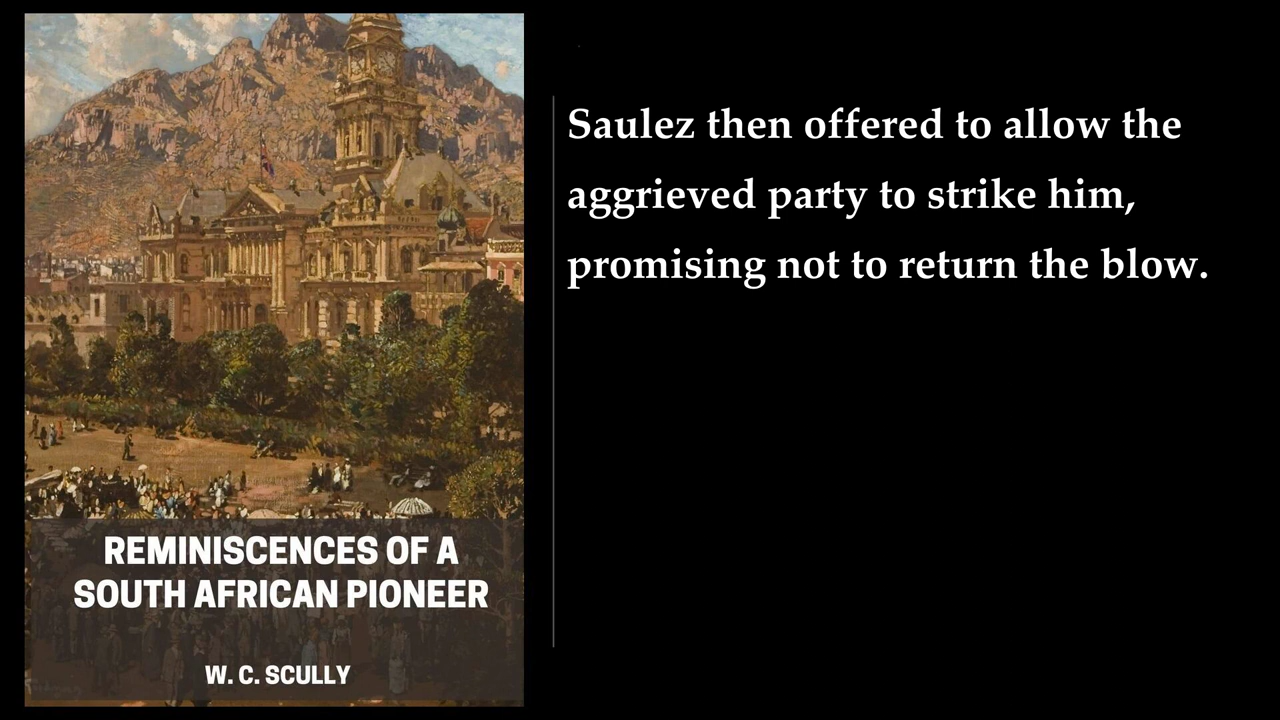 Saulez then offered to allow the
aggrieved party to strike him,
promising not to return the blow.
REMINISCENCES OF A
SOUTH AFRICAN PIONEER
W. C. SCULLY